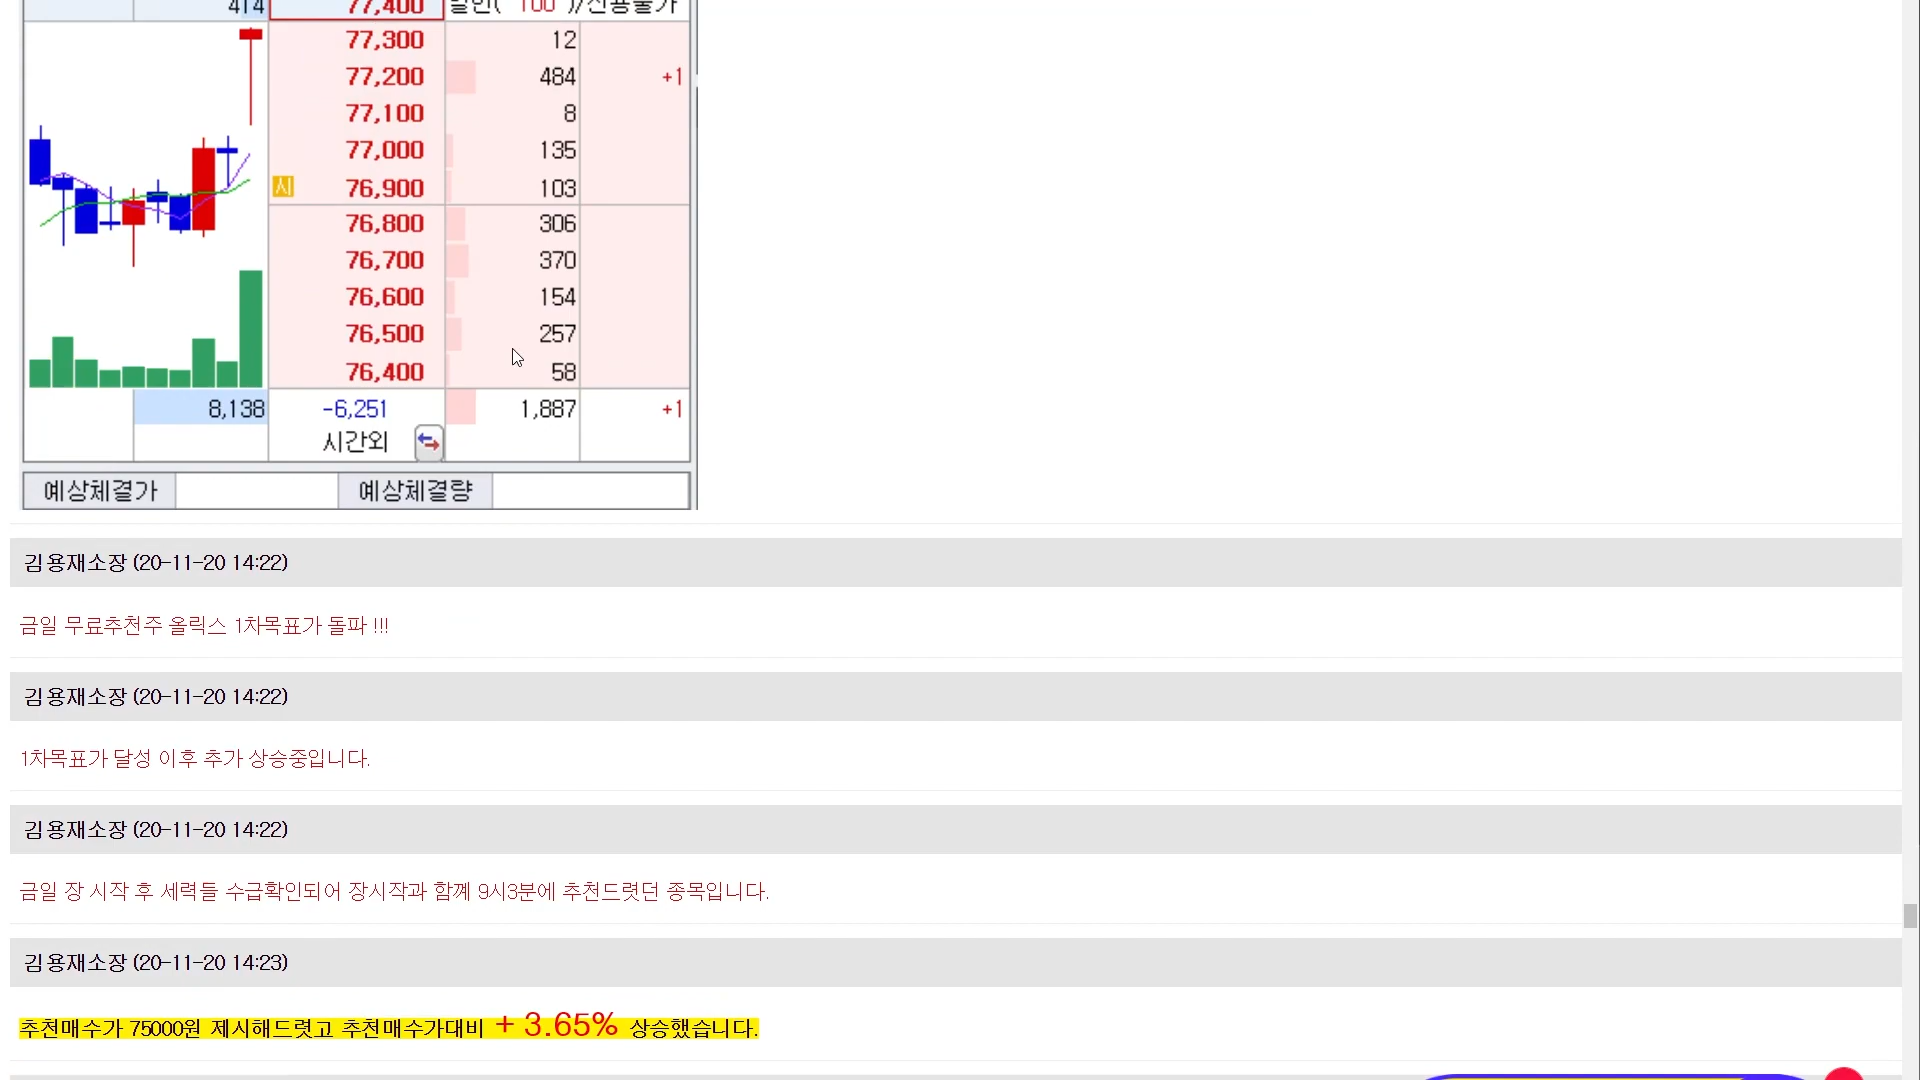 414 77,400 할인( 100 )/신용불가
77,300 12
77,200 484 +1
77,100 8
77,000 135
시 76,900 103
76,800 306
76,700 370
76,600 154
76,500 257
76,400 58
8,138 -6,251 1,887 +1
시간외
예상체결가 예상체결량
김용재소장 (20-11-20 14:22)
금일 무료추천주 올릭스 1차목표가 돌파 !!!
김용재소장 (20-11-20 14:22)
1차목표가 달성 이후 추가 상승중입니다.
김용재소장 (20-11-20 14:22)
금일 장 시작 후 세력들 수급확인되어 장시작과 함께 9시3분에 추천드렷던 종목입니다.
김용재소장 (20-11-20 14:23)
추천매수가 75000원 제시해드렷고 추천매수가대비 + 3.65% 상승했습니다.